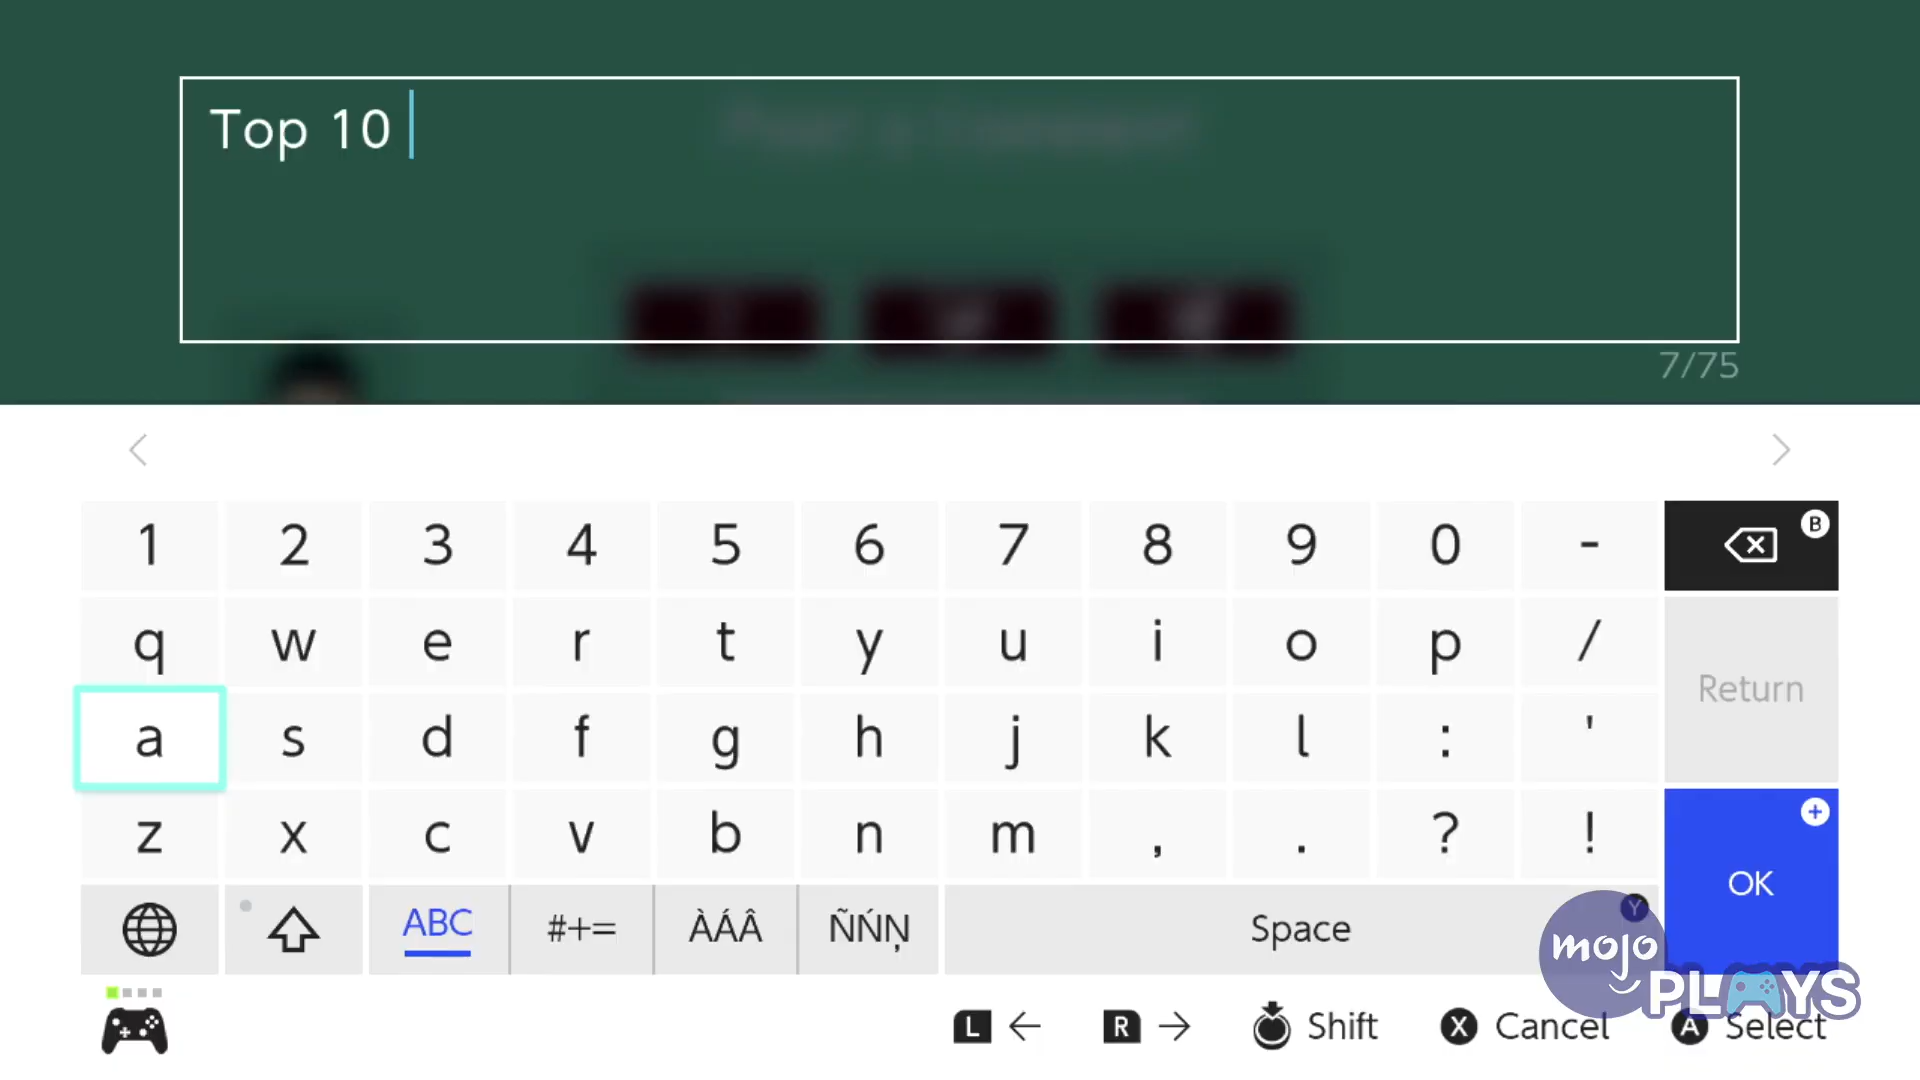 Top 10
7/75
1 2 3 4 5 6 7 8 9 0 - B
q w e r t y u i o p /
Return
a s d f g h j k l : '
z x c v b n m , . ? ! +
OK
ABC #+= ÀÁÂ ÑŃŅ Space Y
mojo
PLAYS
L ← R → Shift X Cancel A Select